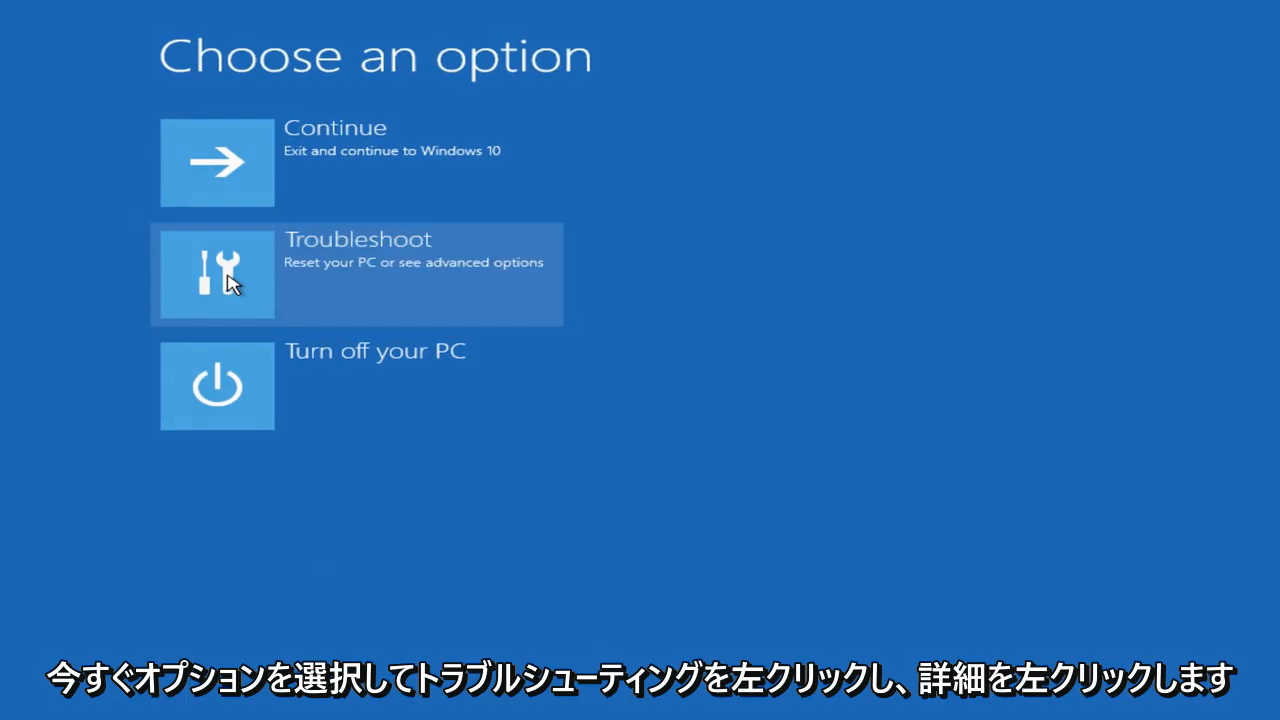 Choose an option
Continue
Exit and continue to Windows 10
Troubleshoot
Reset your PC or see advanced options
Turn off your PC
今すぐオプションを選択してトラブルシューティングを左クリックし、詳細を左クリックします